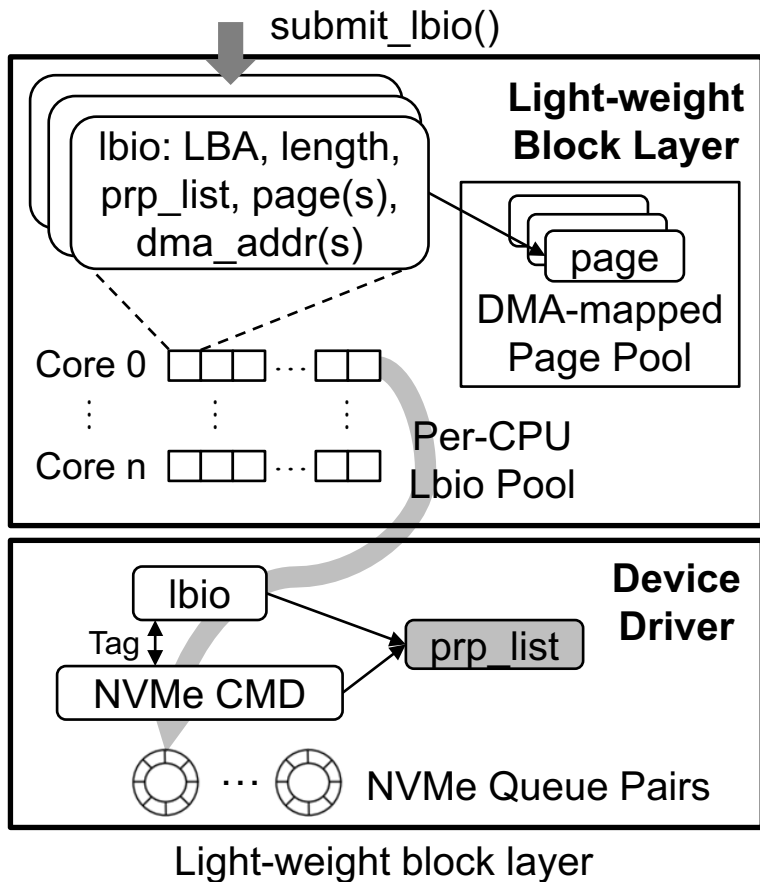 submit_lbio()
Light-weight
Block Layer
lbio: LBA, length,
prp_list, page(s),
dma_addr(s)
page
DMA-mapped
Page Pool
Core 0
Core n
Per-CPU
Lbio Pool
Device
Driver
lbio
Tag
prp_list
NVMe CMD
NVMe Queue Pairs
Light-weight block layer